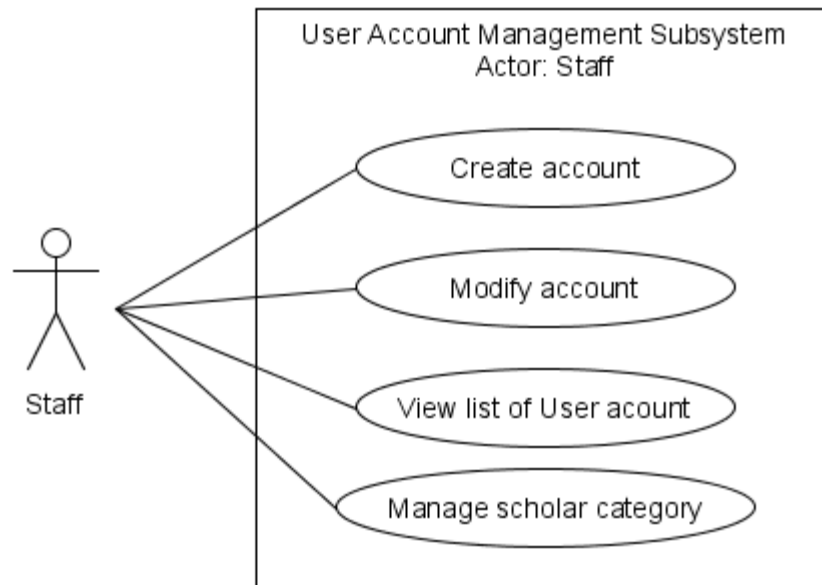 User Account Management Subsystem
Actor: Staff
Create account
Modify account
View list of User acount
Manage scholar category
Staff